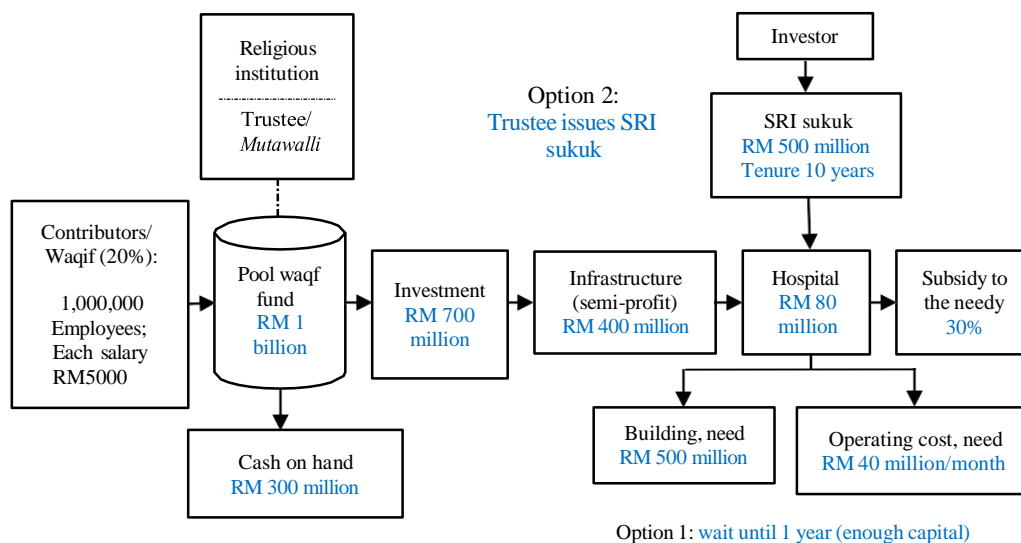 Religious
institution
Trustee/
Mutawalli
Investor
Option 2:
Trustee issues SRI
sukuk
SRI sukuk
RM 500 million
Tenure 10 years
Contributors/
Waqif (20%):
1,000,000
Employees;
Each salary
RM5000
Pool waqf
fund
RM 1
billion
Investment
RM 700
million
Infrastructure
(semi-profit)
RM 400 million
Hospital
RM 80
million
Subsidy to
the needy
30%
Cash on hand
RM 300 million
Building, need
RM 500 million
Operating cost, need
RM 40 million/month
Option 1: wait until 1 year (enough capital)